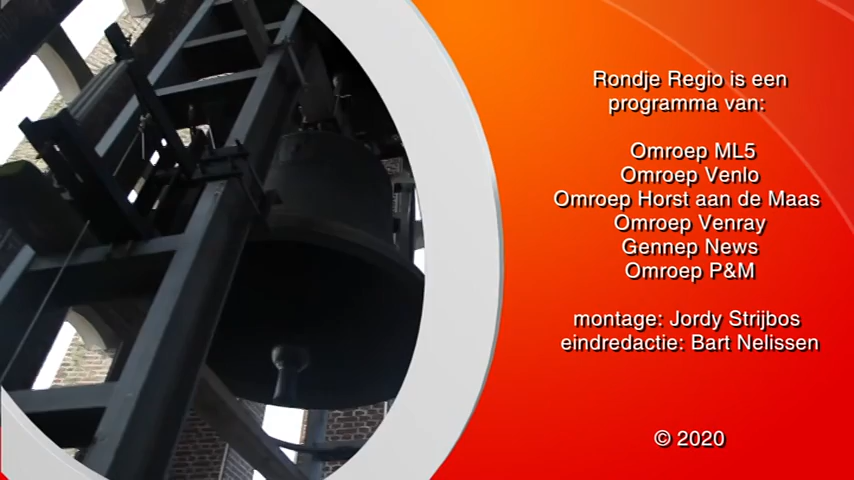 Rondje Regio is een
programma van:
Omroep ML5
Omroep Venlo
Omroep Horst aan de Maas
Omroep Venray
Gennep News
Omroep P&M
montage: Jordy Strijbos
eindredactie: Bart Nelissen
© 2020